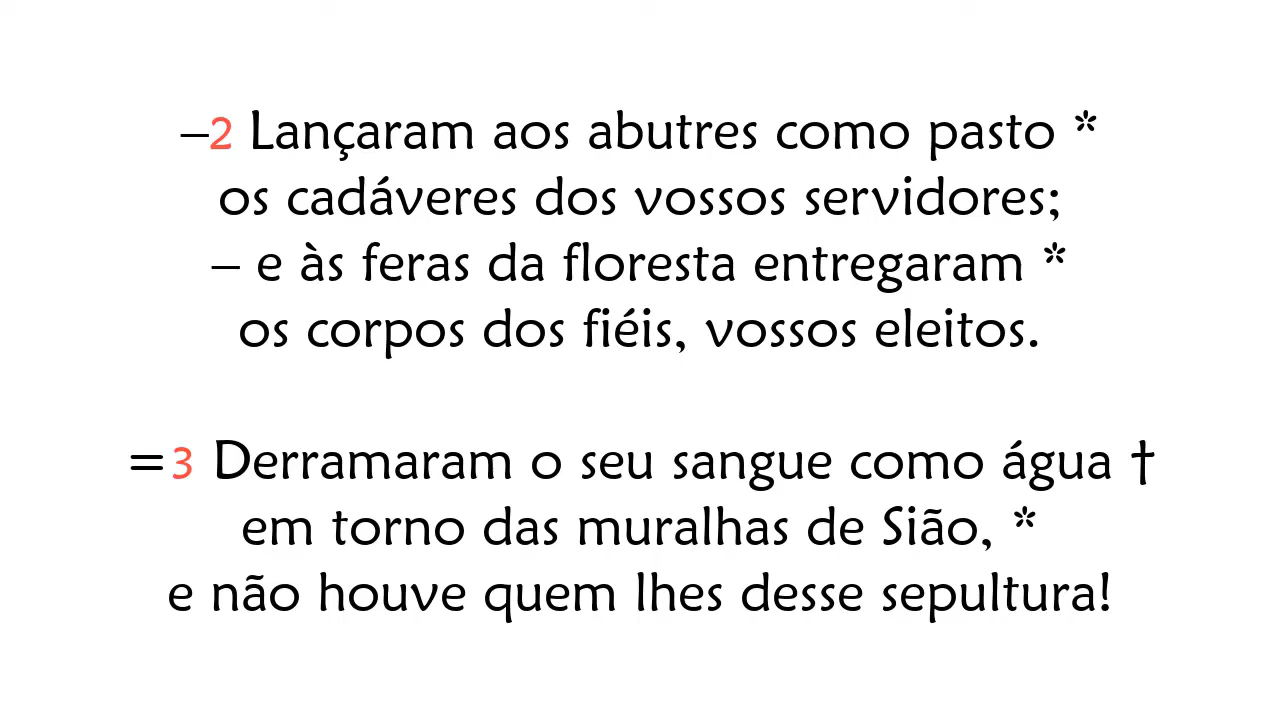 –2 Lançaram aos abutres como pasto *
os cadáveres dos vossos servidores;
– e às feras da floresta entregaram *
os corpos dos fiéis, vossos eleitos.
=3 Derramaram o seu sangue como água †
em torno das muralhas de Sião, *
e não houve quem lhes desse sepultura!